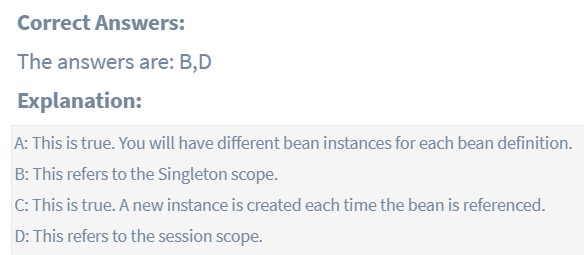 Correct Answers:
The answers are: B,D
Explanation:
A: This is true. You will have different bean instances for each bean definition.
B: This refers to the Singleton scope.
C: This is true. A new instance is created each time the bean is referenced.
D: This refers to the session scope.